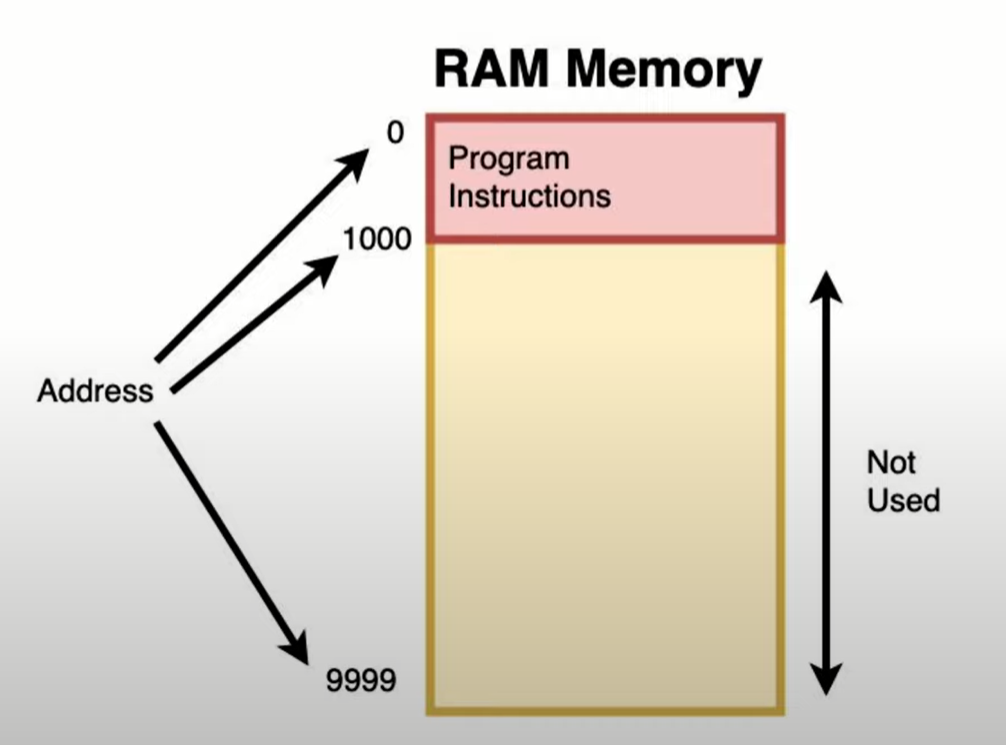 RAM Memory
0
Program
Instructions
1000
Address
Not
Used
9999